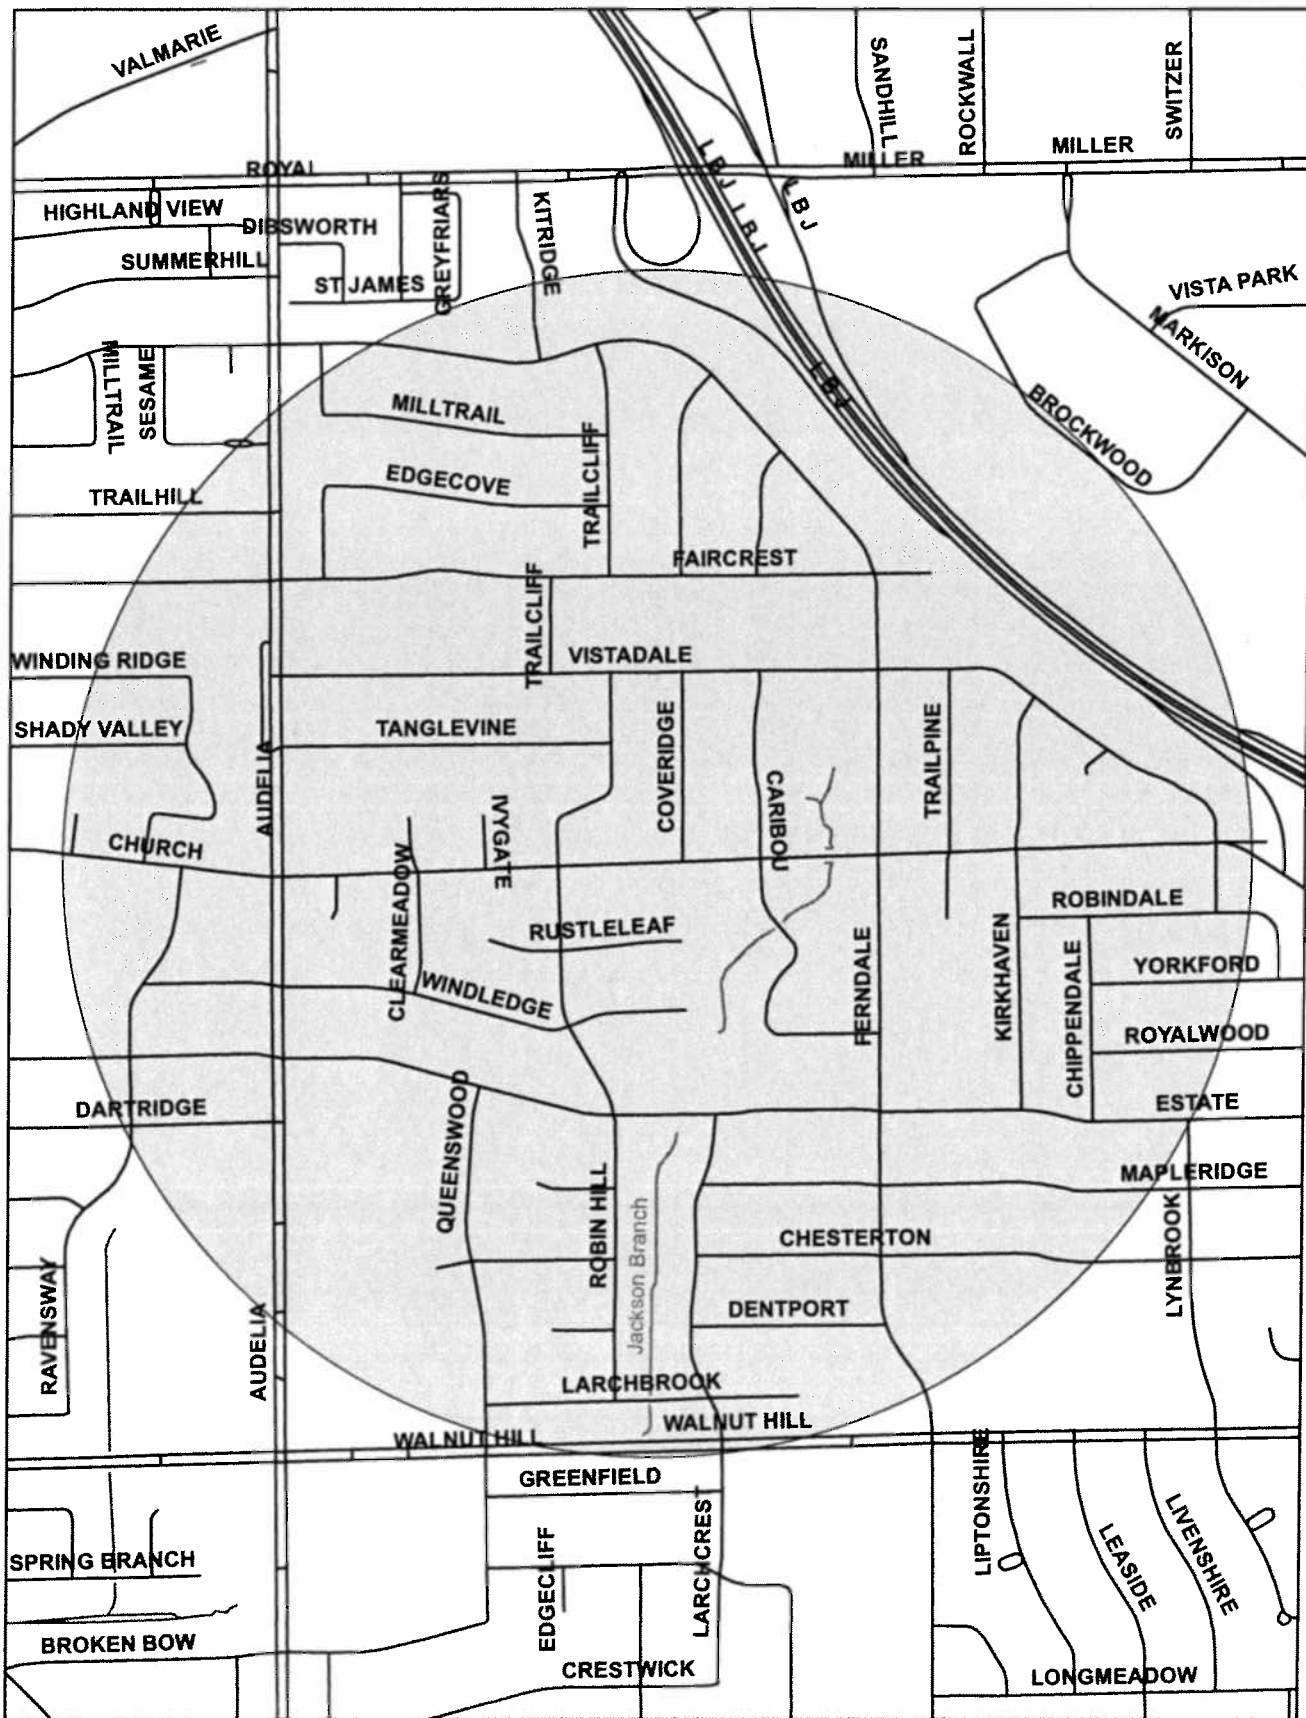 VALMARIE
SANDHILL
ROCKWALL
SWITZER
MILLER
MILLER
ROYAL
LBJ
LBJ
LBJ
HIGHLAND VIEW
DIBSWORTH
GREYFRIARS
KITRIDGE
SUMMERHILL
ST JAMES
VISTA PARK
MARKISON
MILLTRAIL
SESAME
LBJ
MILLTRAIL
BROCKWOOD
EDGECOVE
TRAILCLIFF
TRAILHILL
FAIRCREST
TRAILCLIFF
WINDING RIDGE
VISTADALE
SHADY VALLEY
TANGLEVINE
COVERIDGE
TRAILPINE
AUDELIA
CARIBOU
IVYGATE
CHURCH
CLEARMEADOW
ROBINDALE
RUSTLELEAF
FERNDALE
KIRKHAVEN
CHIPPENDALE
YORKFORD
WINDLEDGE
ROYALWOOD
DARTRIDGE
QUEENSWOOD
ESTATE
MAPLERIDGE
ROBIN HILL
Jackson Branch
CHESTERTON
LYNBROOK
RAVENSWAY
AUDELIA
DENTPORT
LARCHBROOK
WALNUT HILL
WALNUT HILL
GREENFIELD
LIPTONSHIRE
LARCHCREST
EDGECLIFF
LEASIDE
LIVENSHIRE
SPRING BRANCH
BROKEN BOW
CRESTWICK
LONGMEADOW